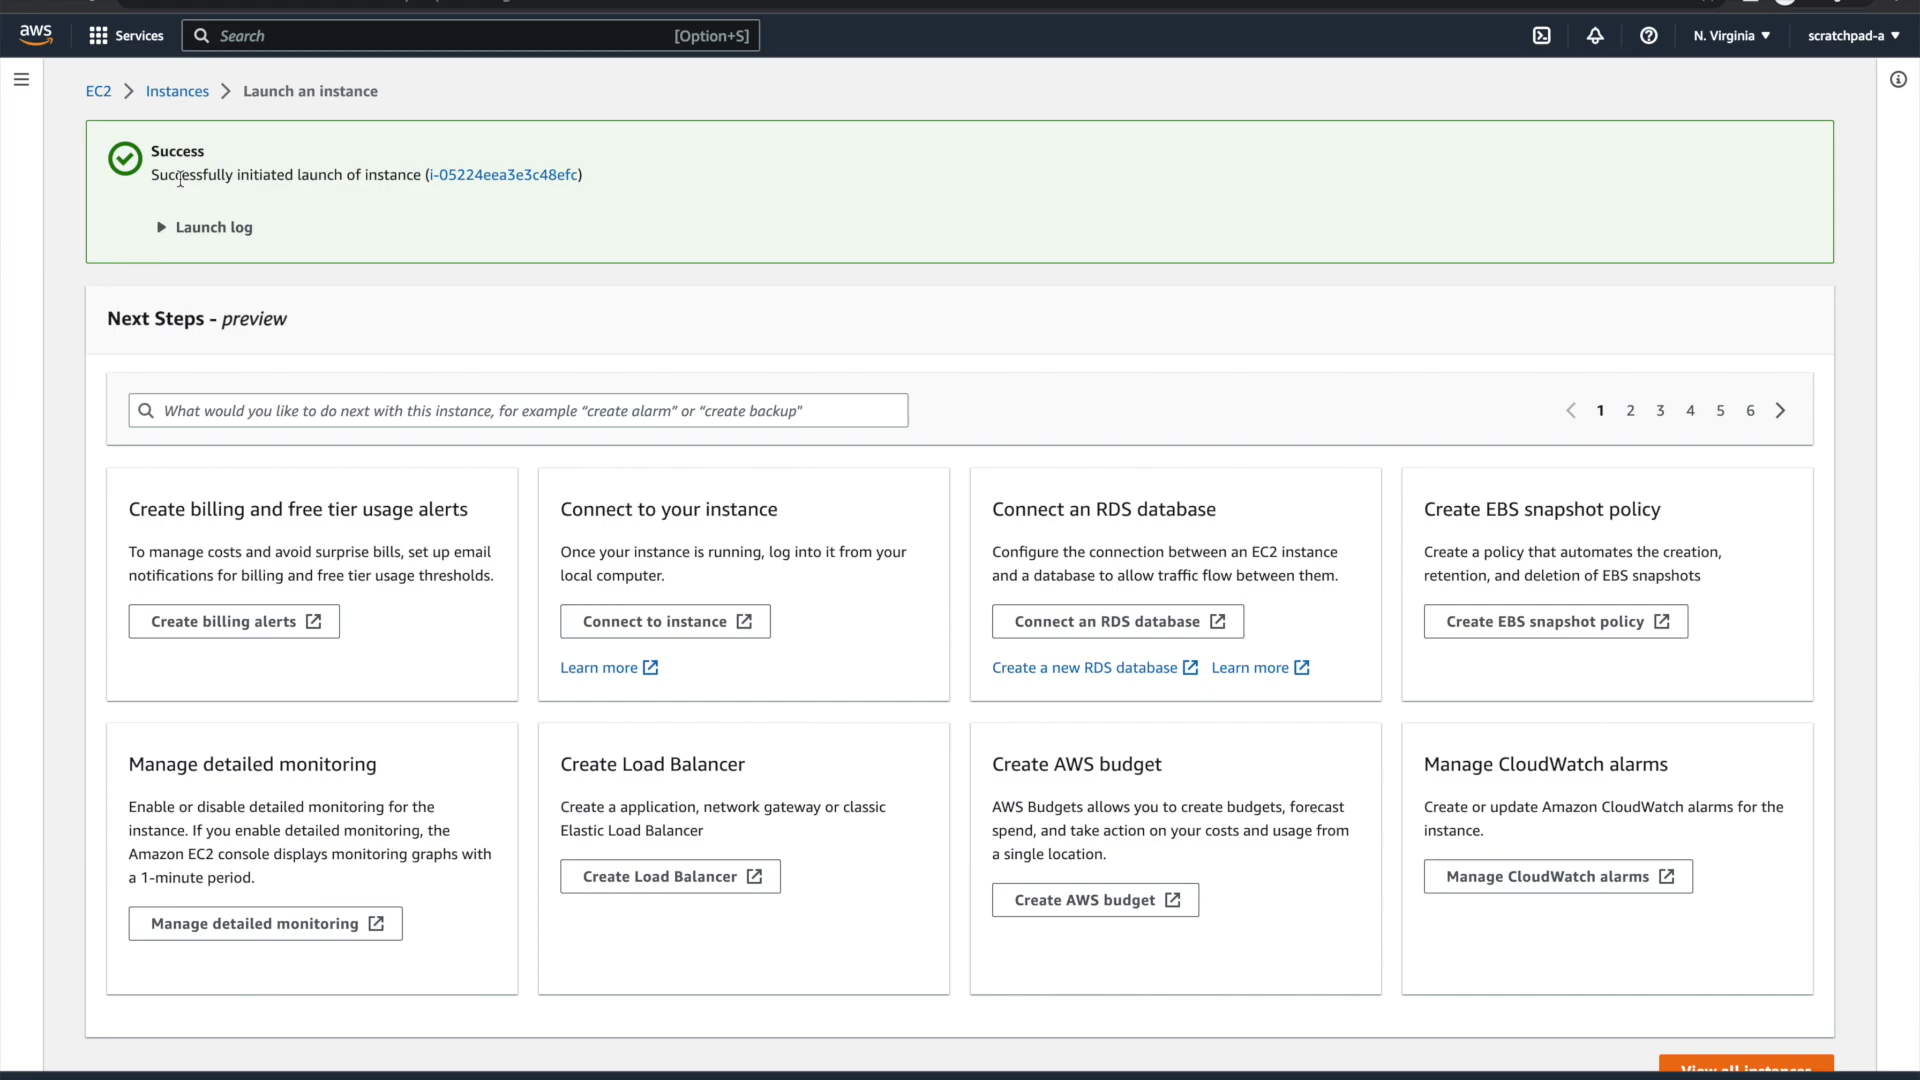 aws
Services
Search
[Option+S]
N. Virginia
scratchpad-a
EC2
Instances
Launch an instance
Success
Successfully initiated launch of instance (i-05224eea3e3c48efc)
Launch log
Next Steps - preview
What would you like to do next with this instance, for example “create alarm” or “create backup”
1 2 3 4 5 6
Create billing and free tier usage alerts
To manage costs and avoid surprise bills, set up email
notifications for billing and free tier usage thresholds.
Create billing alerts
Connect to your instance
Once your instance is running, log into it from your
local computer.
Connect to instance
Learn more
Connect an RDS database
Configure the connection between an EC2 instance
and a database to allow traffic flow between them.
Connect an RDS database
Create a new RDS database
Learn more
Create EBS snapshot policy
Create a policy that automates the creation,
retention, and deletion of EBS snapshots
Create EBS snapshot policy
Manage detailed monitoring
Enable or disable detailed monitoring for the
instance. If you enable detailed monitoring, the
Amazon EC2 console displays monitoring graphs with
a 1-minute period.
Manage detailed monitoring
Create Load Balancer
Create a application, network gateway or classic
Elastic Load Balancer
Create Load Balancer
Create AWS budget
AWS Budgets allows you to create budgets, forecast
spend, and take action on your costs and usage from
a single location.
Create AWS budget
Manage CloudWatch alarms
Create or update Amazon CloudWatch alarms for the
instance.
Manage CloudWatch alarms
View all instances